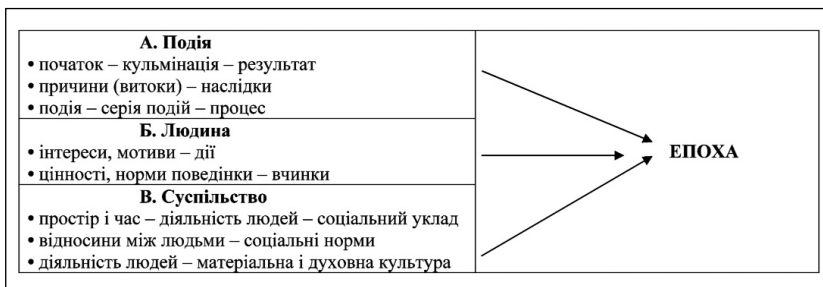 А. Подія
• початок – кульмінація – результат
• причини (витоки) – наслідки
• подія – серія подій – процес
Б. Людина
• інтереси, мотиви – дії
• цінності, норми поведінки – вчинки
В. Суспільство
• простір і час – діяльність людей – соціальний уклад
• відносини між людьми – соціальні норми
• діяльність людей – матеріальна і духовна культура
ЕПОХА